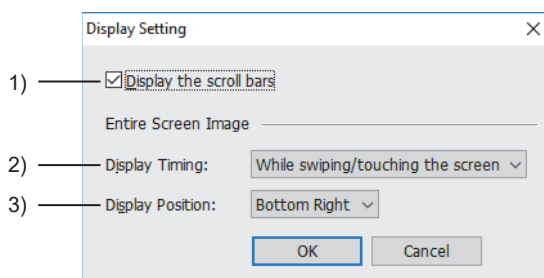 Display Setting
1) Display the scroll bars
Entire Screen Image
2) Display Timing: While swiping/touching the screen
3) Display Position: Bottom Right
OK Cancel